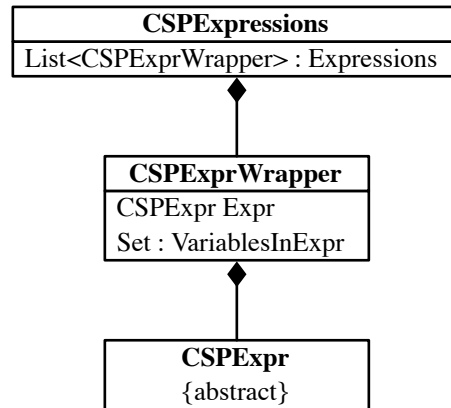 CSPExpressions
List<CSPExprWrapper> : Expressions
CSPExprWrapper
CSPExpr Expr
Set : VariablesInExpr
CSPExpr
{abstract}